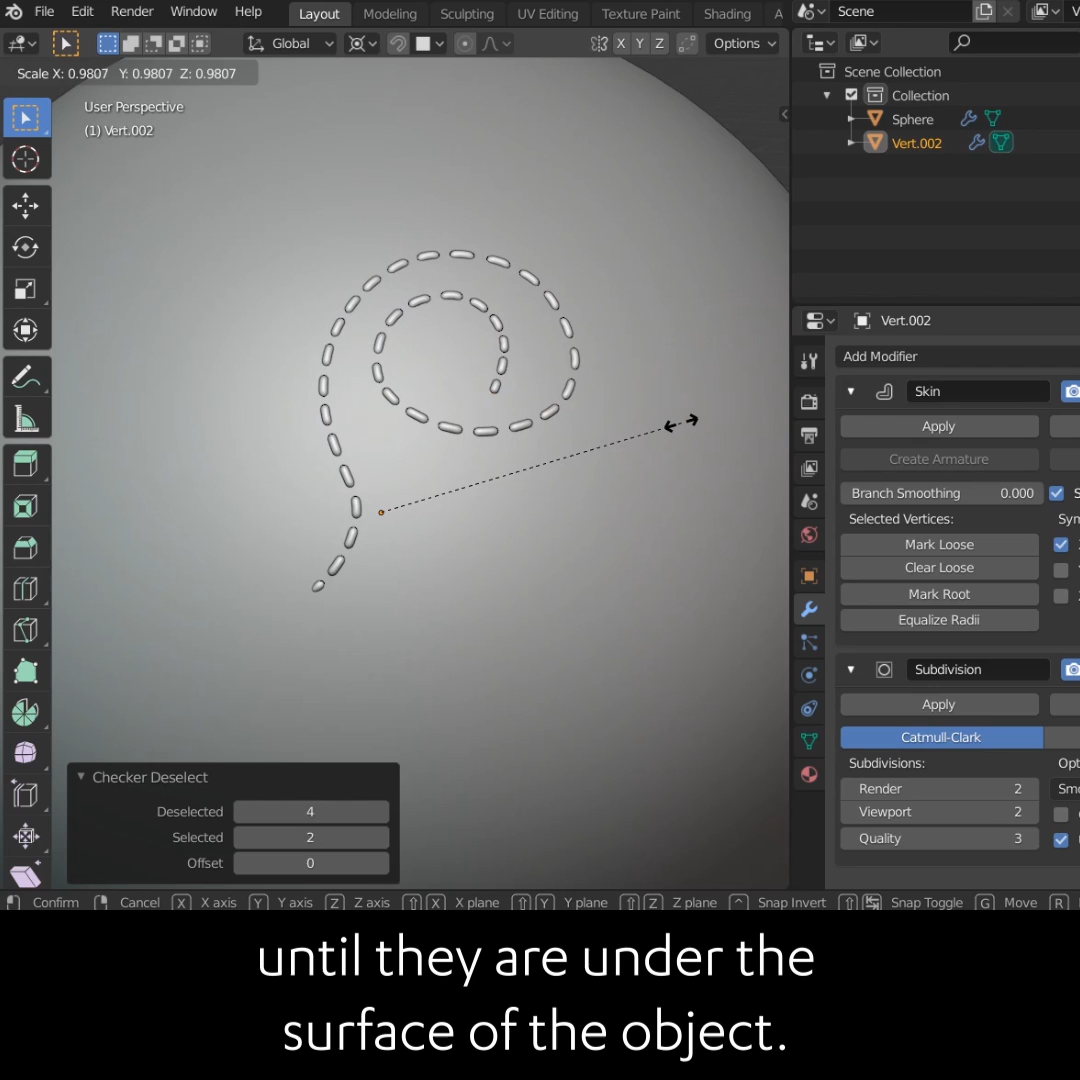 File Edit Render Window Help Layout Modeling Sculpting UV Editing Texture Paint Shading A Scene
Global X Y Z Options
Scale X: 0.9807 Y: 0.9807 Z: 0.9807
User Perspective
(1) Vert.002
Scene Collection
Collection
Sphere
Vert.002
Vert.002
Add Modifier
Skin
Apply
Create Armature
Branch Smoothing 0.000 S
Selected Vertices:
Mark Loose
Clear Loose
Mark Root
Equalize Radii
Subdivision
Apply
Catmull-Clark
Subdivisions:
Render 2
Viewport 2
Quality 3
Checker Deselect
Deselected 4
Selected 2
Offset 0
Confirm Cancel X X axis Y Y axis Z Z axis X X plane Y Y plane Z Z plane Snap Invert Snap Toggle G Move R
until they are under the
surface of the object.